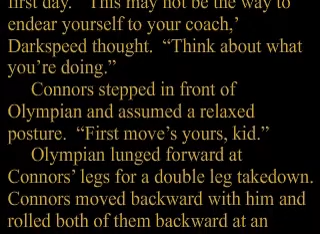 first day. "This may not be the way to
endear yourself to your coach,'
Darkspeed thought. "Think about what
you're doing."
Connors stepped in front of
Olympian and assumed a relaxed
posture. "First move's yours, kid."
Olympian lunged forward at
Connors' legs for a double leg takedown.
Connors moved backward with him and
rolled both of them backward at an